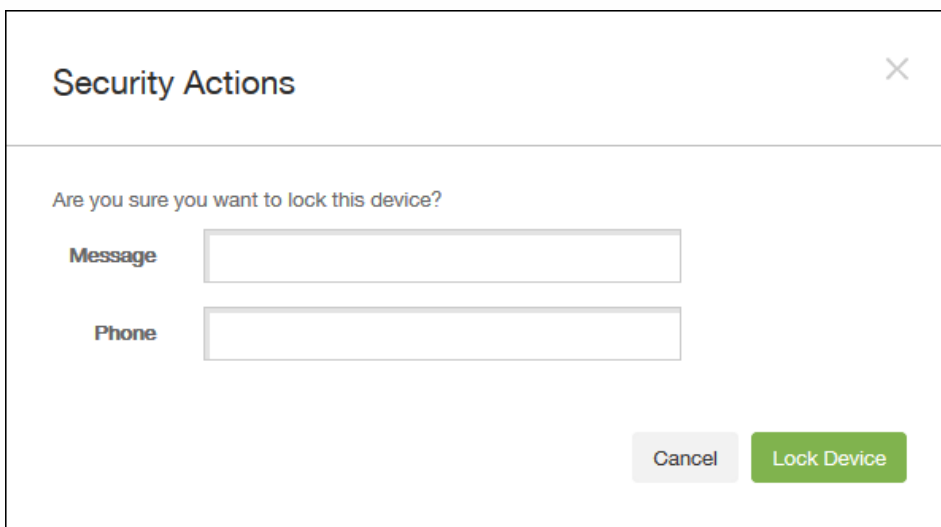 Security Actions
Are you sure you want to lock this device?
Message
Phone
Cancel
Lock Device